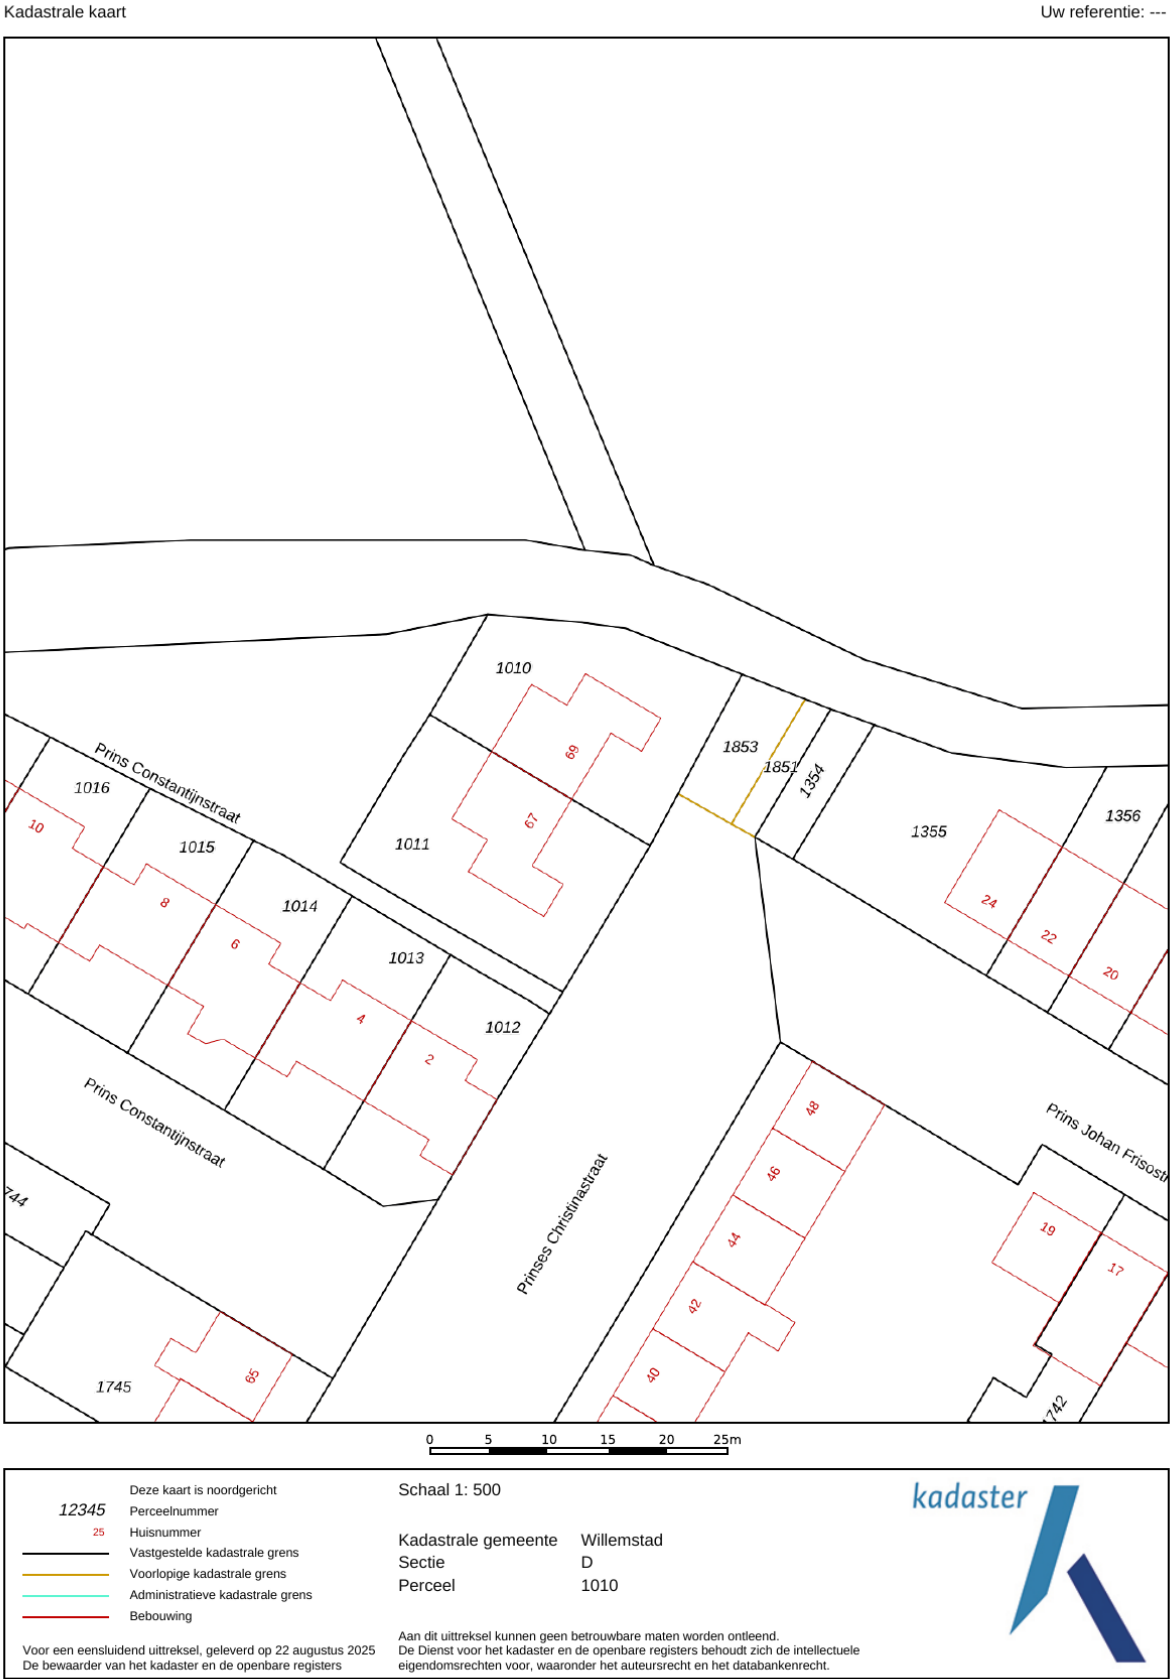 Kadastrale kaart
Uw referentie: ---
1010
69
1853
1851
1354
1355
1356
Prins Constantijnstraat
1016
10
1015
8
1011
67
24
22
20
1014
6
1013
4
1012
2
Prins Constantijnstraat
Prinses Christinastraat
48
46
44
42
40
Prins Johan Frisostr
744
19
17
65
1745
1742
0 5 10 15 20 25m
Deze kaart is noordgericht
12345 Perceelnummer
25 Huisnummer
Vastgestelde kadastrale grens
Voorlopige kadastrale grens
Administratieve kadastrale grens
Bebouwing
Voor een eensluidend uittreksel, geleverd op 22 augustus 2025
De bewaarder van het kadaster en de openbare registers
Schaal 1: 500
Kadastrale gemeente Willemstad
Sectie D
Perceel 1010
Aan dit uittreksel kunnen geen betrouwbare maten worden ontleend.
De Dienst voor het kadaster en de openbare registers behoudt zich de intellectuele
eigendomsrechten voor, waaronder het auteursrecht en het databankenrecht.
kadaster